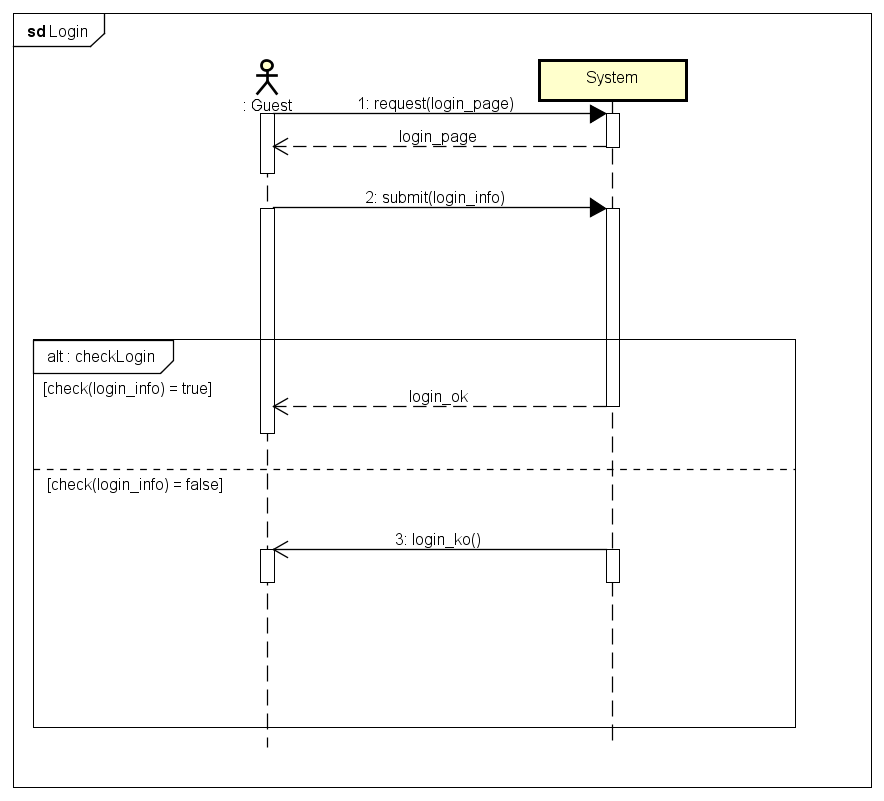 sd Login
: Guest
System
1: request(login_page)
login_page
2: submit(login_info)
alt : checkLogin
[check(login_info) = true]
login_ok
[check(login_info) = false]
3: login_ko()